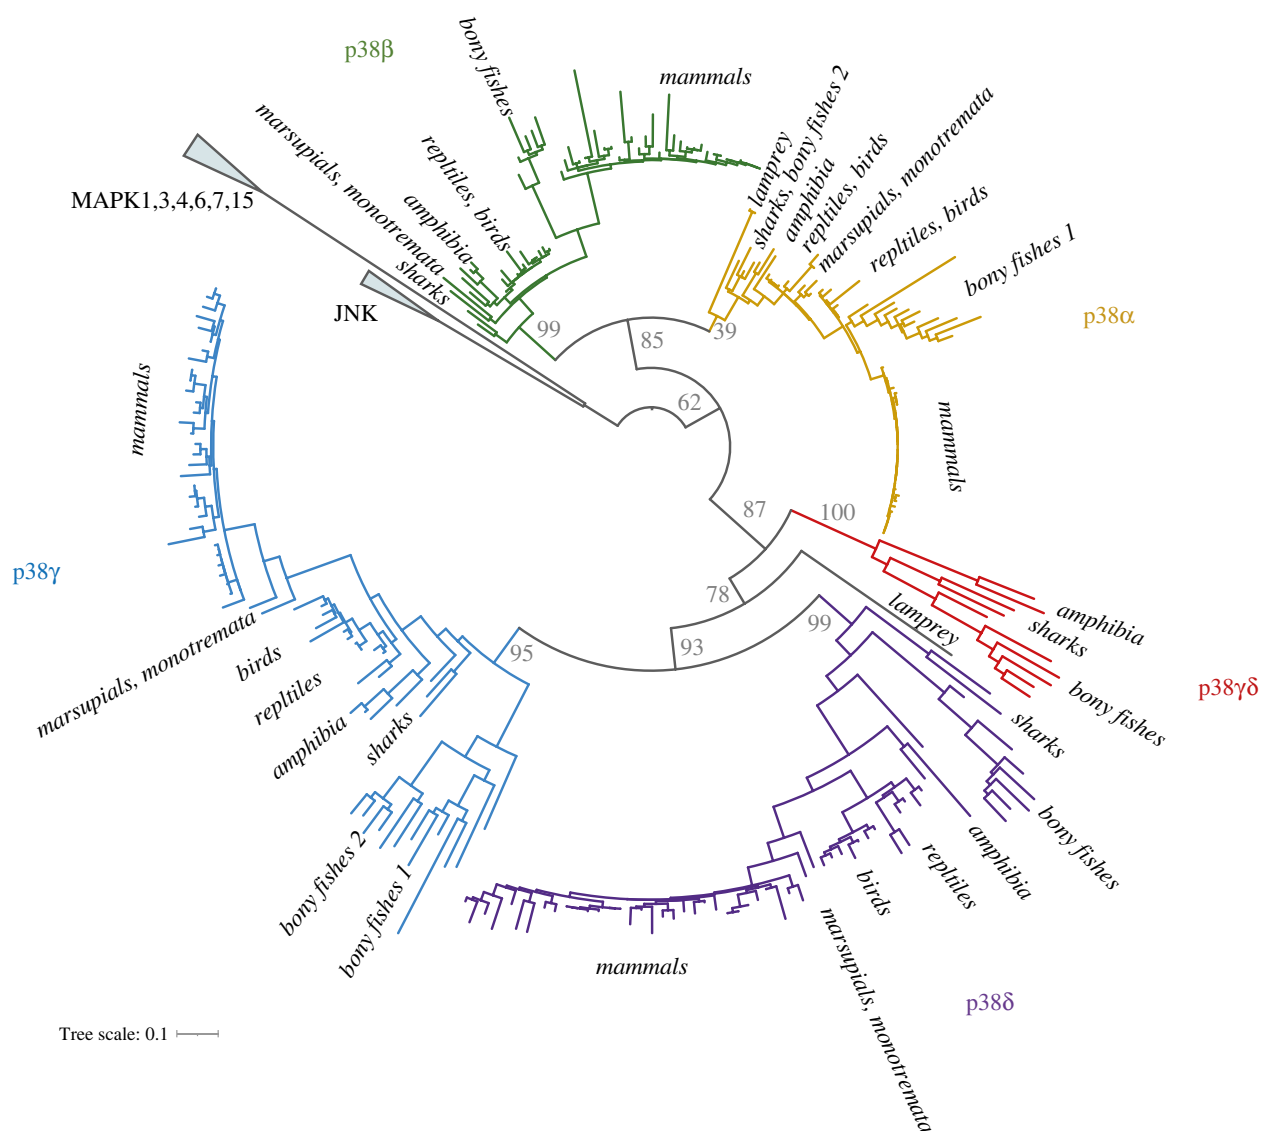 p38β
bony fishes
mammals
marsupials, monotremata
repltiles, birds
amphibia
sharks
MAPK1,3,4,6,7,15
JNK
lamprey
sharks, bony fishes 2
amphibia
repltiles, birds
marsupials, monotremata
repltiles, birds
bony fishes 1
p38α
mammals
99
85
39
62
87
100
78
93
99
95
mammals
p38γ
marsupials, monotremata
birds
repltiles
amphibia
sharks
bony fishes 2
bony fishes 1
lamprey
amphibia
sharks
bony fishes
p38γδ
sharks
bony fishes
amphibia
repltiles
birds
marsupials, monotremata
mammals
p38δ
Tree scale: 0.1